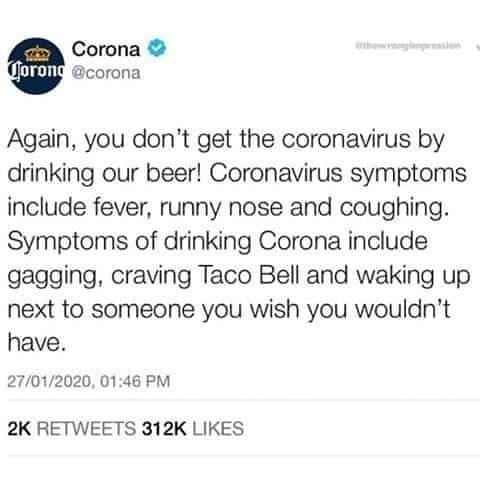 Corona
@thewrongimpression
Corona @corona
Again, you don't get the coronavirus by
drinking our beer! Coronavirus symptoms
include fever, runny nose and coughing.
Symptoms of drinking Corona include
gagging, craving Taco Bell and waking up
next to someone you wish you wouldn't
have.
27/01/2020, 01:46 PM
2K RETWEETS 312K LIKES